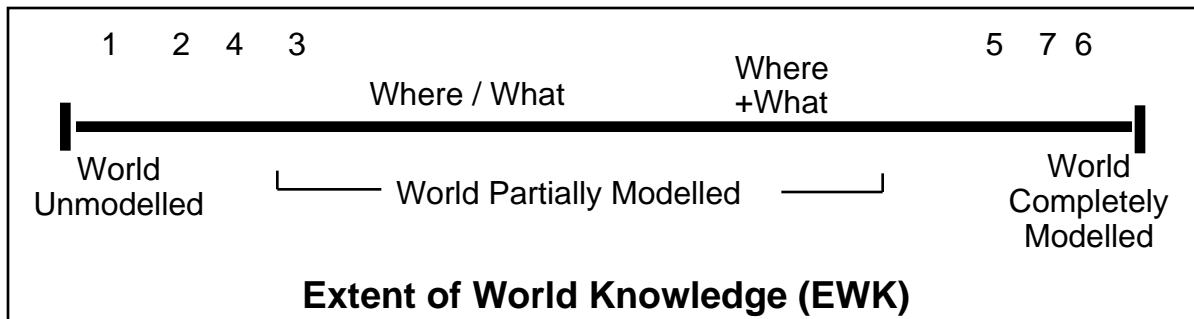 1 2 4 3 5 7 6
Where / What
Where
+What
World
Unmodelled
World Partially Modelled
World
Completely
Modelled
Extent of World Knowledge (EWK)